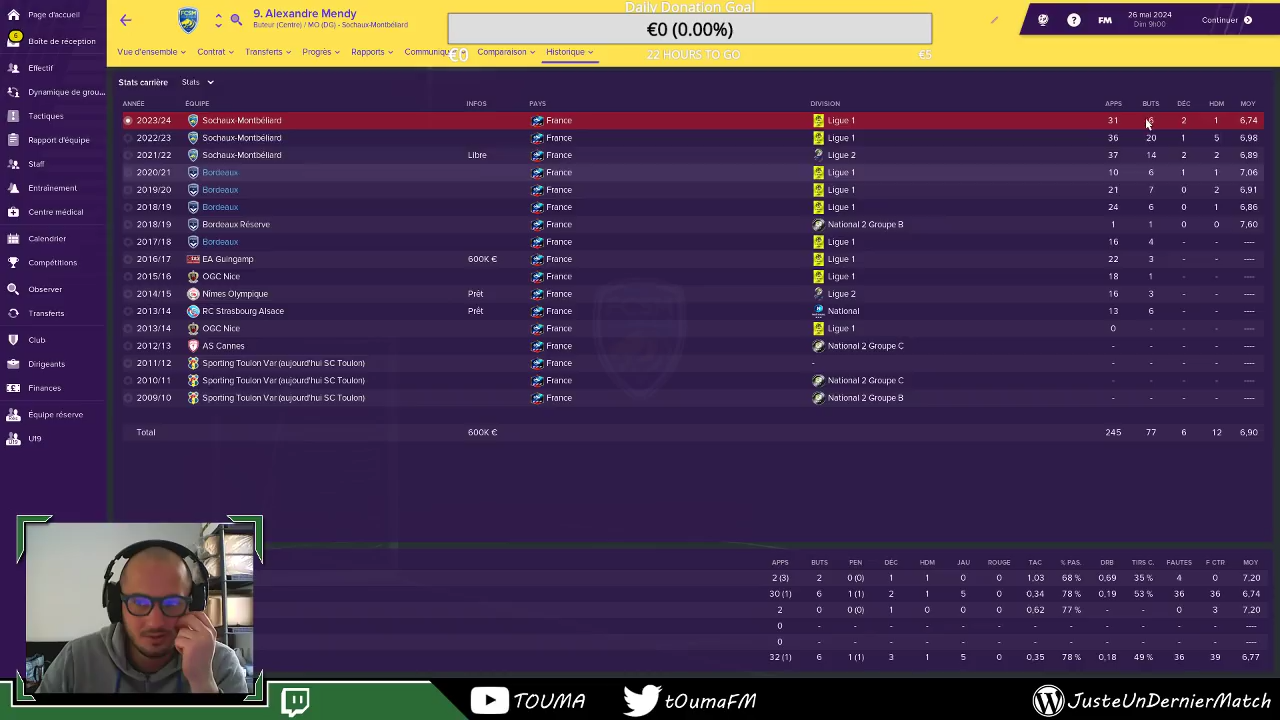 Page d'accueil
6
Boîte de réception
Effectif
Dynamique de grou...
Tactiques
Rapport d'équipe
Staff
Entraînement
Centre médical
Calendrier
Compétitions
Observer
Transferts
Club
Dirigeants
Finances
Équipe réserve
U19
9. Alexandre Mendy
Buteur (Centre) / MO (DG) - Sochaux-Montbéliard
Daily Donation Goal
€0 (0.00%)
€0 22 HOURS TO GO €5
FM
26 mai 2024
Dim 9h00
Continuer
Vue d'ensemble Contrat Transferts Progrès Rapports Communiqu Comparaison Historique
Stats carrière Stats
ANNÉE ÉQUIPE INFOS PAYS DIVISION APPS BUTS DÉC HDM MOY
2023/24 Sochaux-Montbéliard France Ligue 1 31 6 2 1 6,74
2022/23 Sochaux-Montbéliard France Ligue 1 36 20 1 5 6,98
2021/22 Sochaux-Montbéliard Libre France Ligue 2 37 14 2 2 6,89
2020/21 Bordeaux France Ligue 1 10 6 1 1 7,06
2019/20 Bordeaux France Ligue 1 21 7 0 2 6,91
2018/19 Bordeaux France Ligue 1 24 6 0 1 6,86
2018/19 Bordeaux Réserve France National 2 Groupe B 1 1 0 0 7,60
2017/18 Bordeaux France Ligue 1 16 4 - - ----
2016/17 EA Guingamp 600K € France Ligue 1 22 3 - - ----
2015/16 OGC Nice France Ligue 1 18 1 - - ----
2014/15 Nîmes Olympique Prêt France Ligue 2 16 3 - - ----
2013/14 RC Strasbourg Alsace Prêt France National 13 6 - - ----
2013/14 OGC Nice France Ligue 1 0 - - - ----
2012/13 AS Cannes France National 2 Groupe C - - - - ----
2011/12 Sporting Toulon Var (aujourd'hui SC Toulon) France - - - - - ----
2010/11 Sporting Toulon Var (aujourd'hui SC Toulon) France National 2 Groupe C - - - - ----
2009/10 Sporting Toulon Var (aujourd'hui SC Toulon) France National 2 Groupe B - - - - ----
Total 600K € 245 77 6 12 6,90
APPS BUTS PEN DÉC HDM JAU ROUGE TAC % PAS. DRB TIRS C. FAUTES F CTR MOY
2 (3) 2 0 (0) 1 1 0 0 1,03 68 % 0,69 35 % 4 0 7,20
30 (1) 6 1 (1) 2 1 5 0 0,34 78 % 0,19 53 % 36 36 6,74
2 0 0 (0) 1 0 0 0 0,62 77 % - - 0 3 7,20
0 - - - - - - - - - - - - ----
0 - - - - - - - - - - - - ----
32 (1) 6 1 (1) 3 1 5 0 0,35 78 % 0,18 49 % 36 39 6,77
TOUMA
tOumaFM
JusteUnDernierMatch